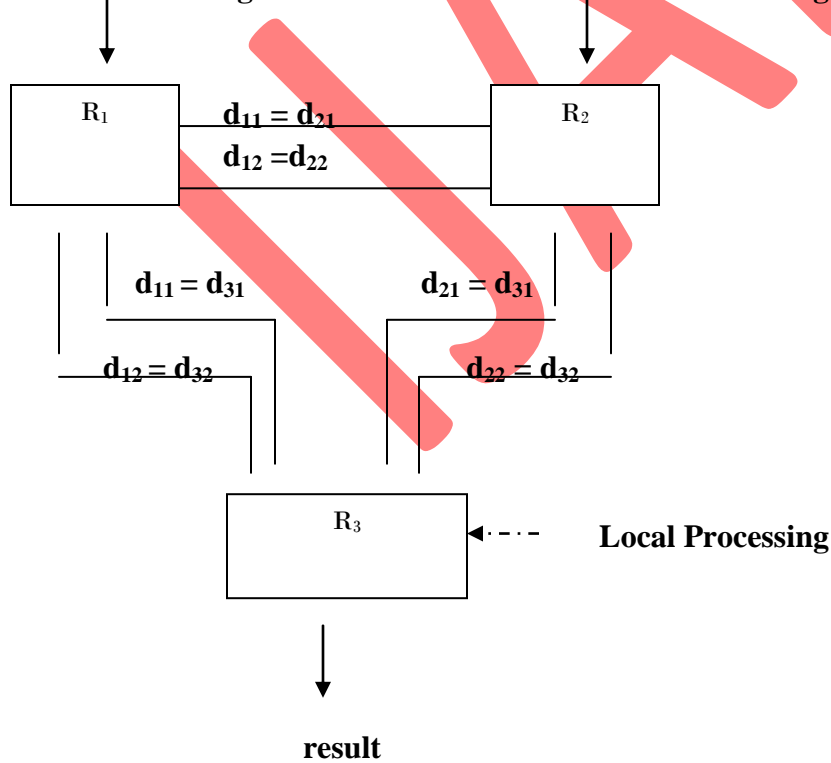 R₁
R₂
d₁₁ = d₂₁
d₁₂ =d₂₂
d₁₁ = d₃₁
d₂₁ = d₃₁
d₁₂ = d₃₂
d₂₂ = d₃₂
R₃
Local Processing
result